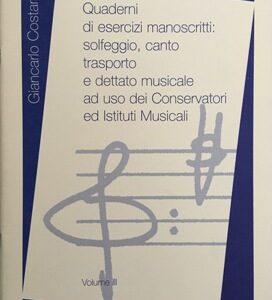 Giancarlo Costar
Quaderni
di esercizi manoscritti:
solfeggio, canto
trasporto
e dettato musicale
ad uso dei Conservatori
ed Istituti Musicali
Volume III